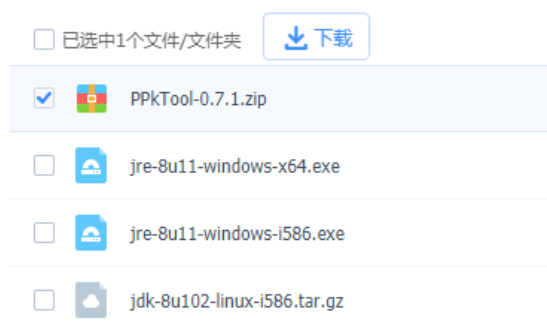 已选中1个文件/文件夹 下载
PPkTool-0.7.1.zip
jre-8u11-windows-x64.exe
jre-8u11-windows-i586.exe
jdk-8u102-linux-i586.tar.gz